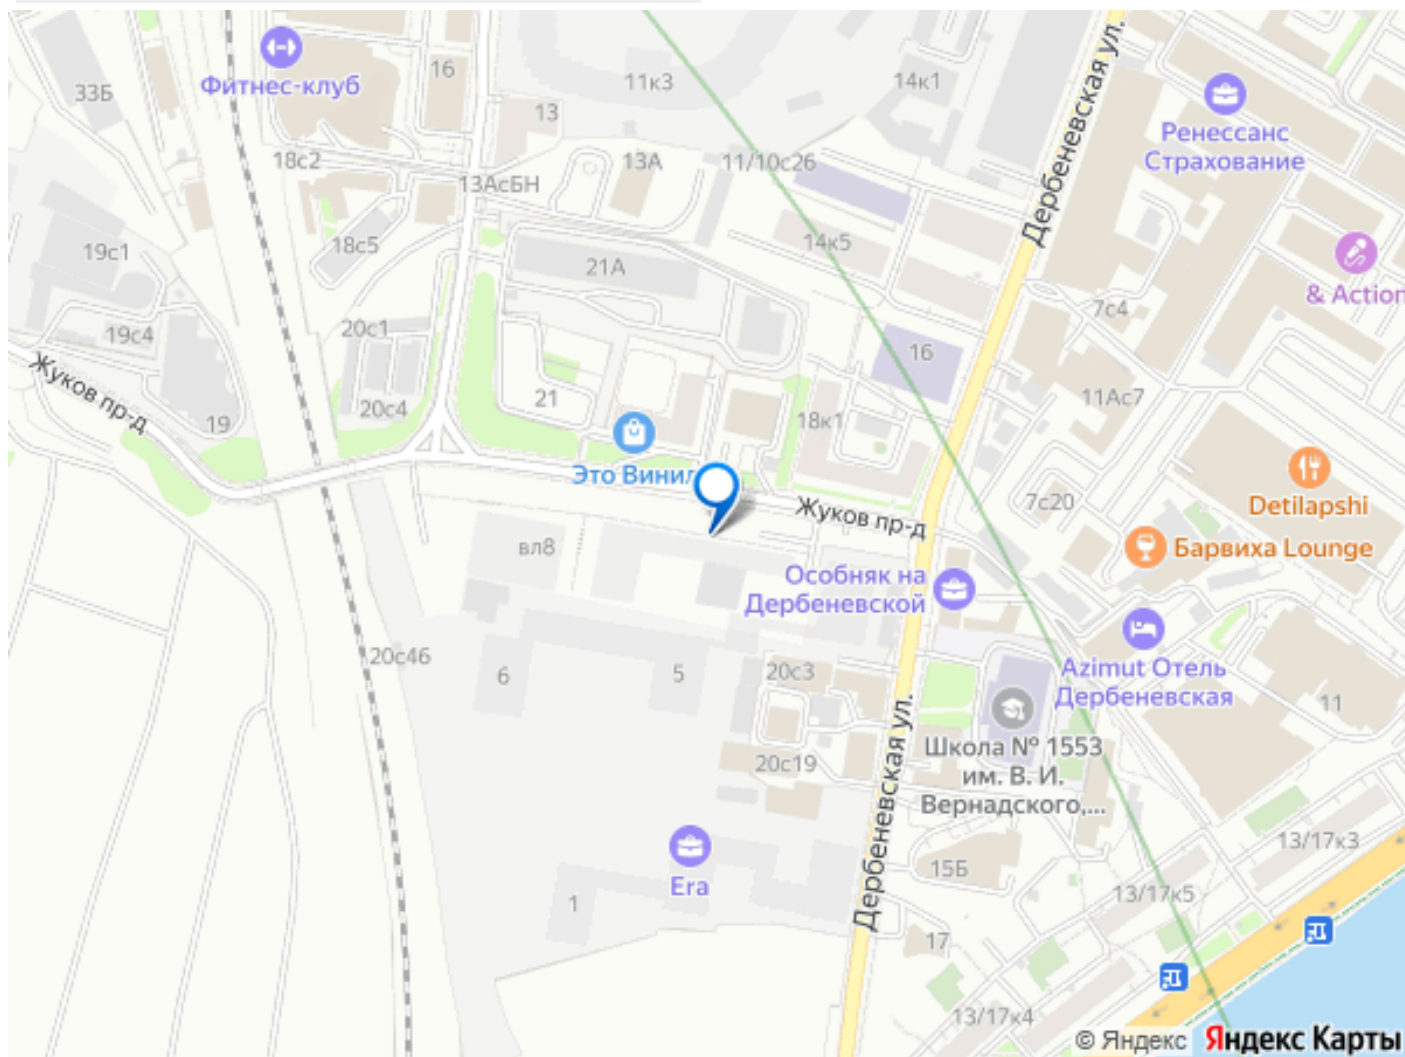 33Б
Фитнес-клуб
16
13
11к3
14к1
Дербеневская ул.
Ренессанс
Страхование
18с2
13А
11/10с26
13АсБН
19с1
18с5
21А
14к5
& Action
7с4
19с4
20с1
16
Жуков пр-д
19
20с4
21
18к1
11Ас7
Это Винил
Detilapshi
7с20
Жуков пр-д
вл8
Барвиха Lounge
Особняк на
Дербеневской
20с46
6
5
20с3
Azimut Отель
Дербеневская
11
Дербеневская ул.
Школа № 1553
им. В. И.
Вернадского,...
20с19
13/17к3
Era
15Б
13/17к5
1
17
13/17к4
© Яндекс Яндекс Карты